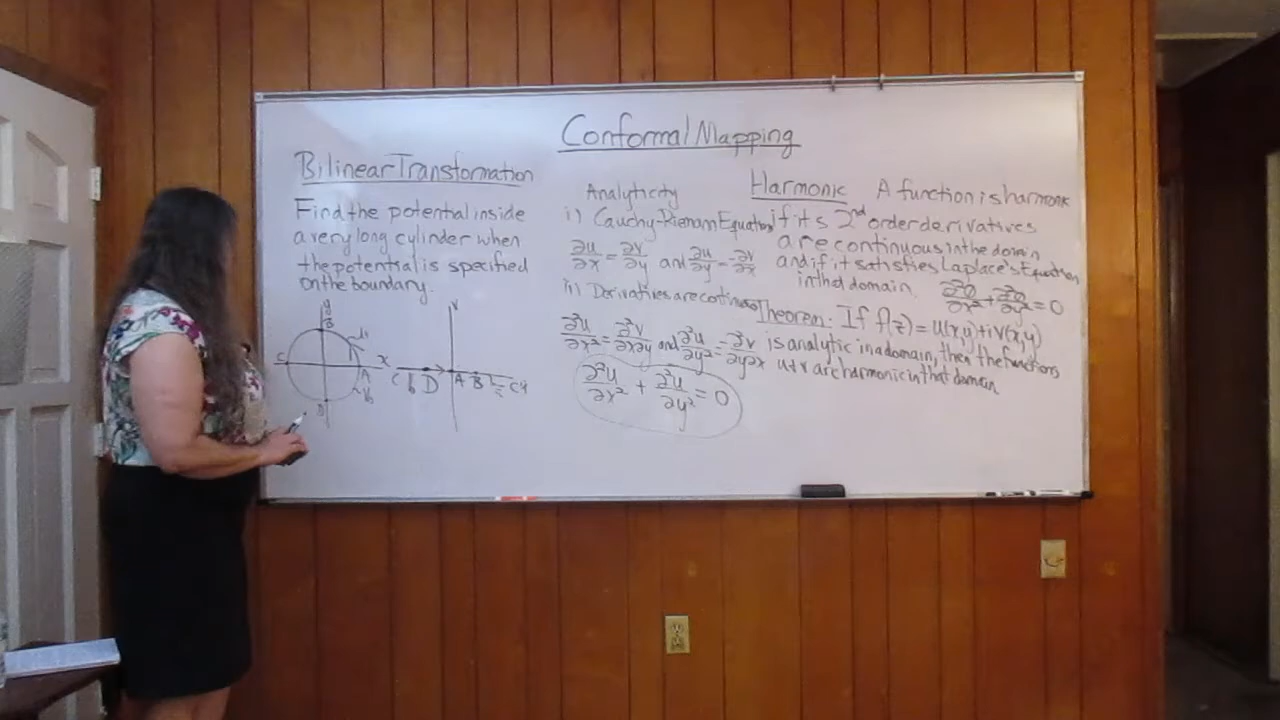 Conformal Mapping
Bilinear Transformation
Find the potential inside
a very long cylinder when
the potential is specified
on the boundary.
y
B
C
A
x
D
v
C
D
A B
Analyticity
i) Cauchy-Riemann Equation
∂u/∂x = ∂v/∂y and ∂u/∂y = -∂v/∂x
ii) Derivatives are continuous
∂²u/∂x² = ∂²v/∂x∂y and ∂²u/∂y² = -∂²v/∂y∂x
∂²u/∂x² + ∂²u/∂y² = 0
Harmonic A function is harmonic
if its 2nd order derivatives
are continuous in the domain
and if it satisfies Laplace's Equation
in that domain. ∂²Q/∂x² + ∂²Q/∂y² = 0
Theorem: If f(z) = u(x,y)+iv(x,y)
is analytic in a domain, then the functions
u+v are harmonic in that domain